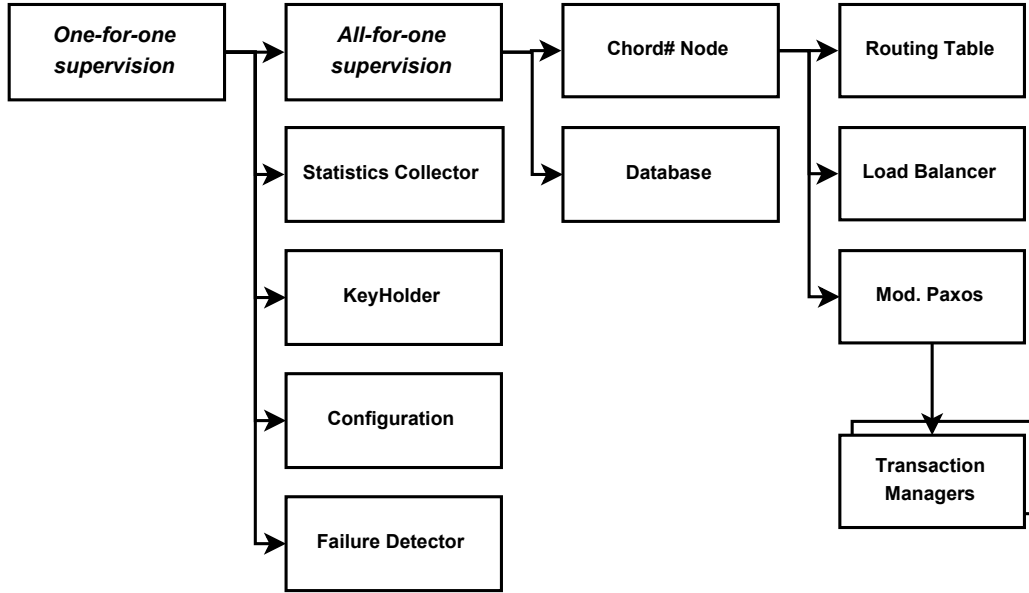 One-for-one
supervision
All-for-one
supervision
Chord# Node
Routing Table
Statistics Collector
Database
Load Balancer
KeyHolder
Mod. Paxos
Configuration
Transaction
Managers
Failure Detector